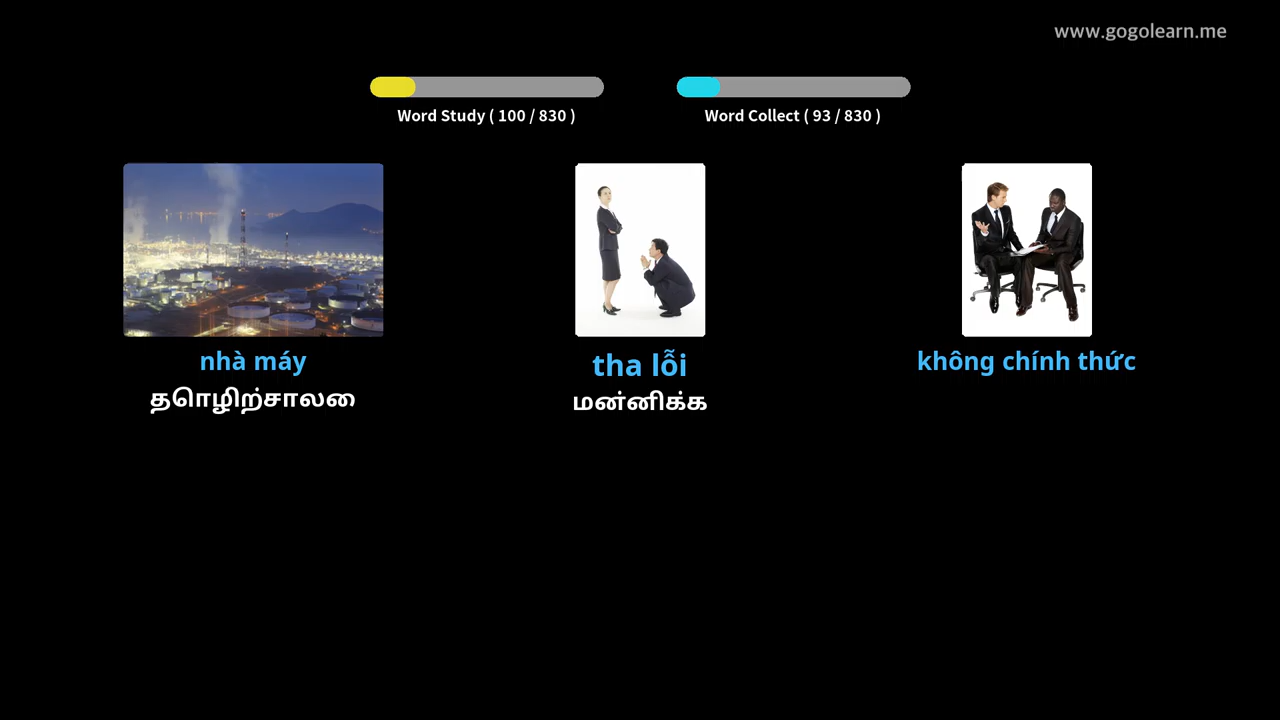 www.gogolearn.me
Word Study ( 100 / 830 )
Word Collect ( 93 / 830 )
nhà máy
தொழிற்சாலை
tha lỗi
மன்னிக்க
không chính thức